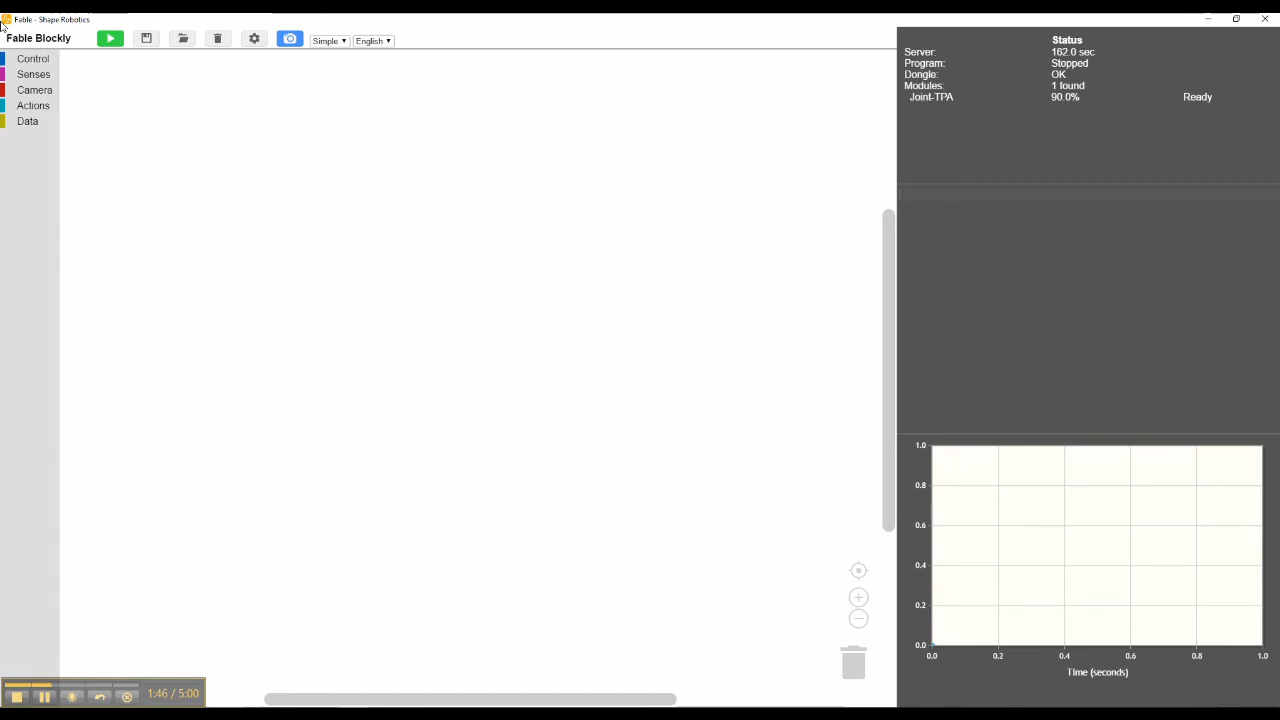 Fable - Shape Robotics
Fable Blockly
Simple
English
Control
Senses
Camera
Actions
Data
Status
Server: 162.0 sec
Program: Stopped
Dongle: OK
Modules: 1 found
Joint-TPA 90.0% Ready
1.0
0.8
0.6
0.4
0.2
0.0
0.0 0.2 0.4 0.6 0.8 1.0
Time (seconds)
1:46 / 5:00